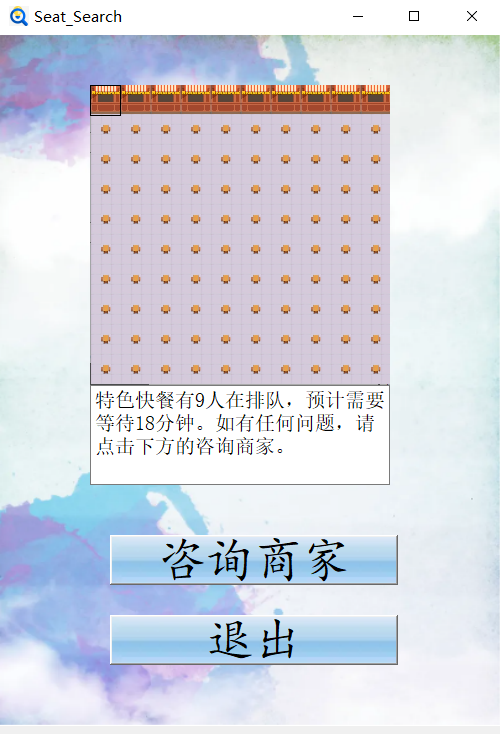 Seat_Search
特色快餐有9人在排队，预计需要
等待18分钟。如有任何问题，请
点击下方的咨询商家。
咨询商家
退出